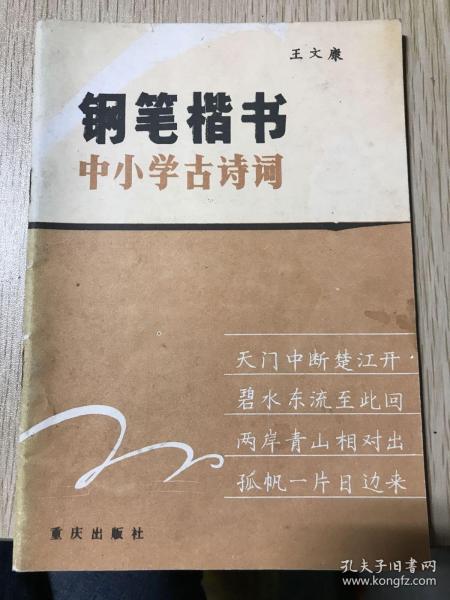 王文康
钢笔楷书
中小学古诗词
天门中断楚江开
碧水东流至此回
两岸青山相对出
孤帆一片日边来
重庆出版社
孔夫子旧书网
www.kongfz.com